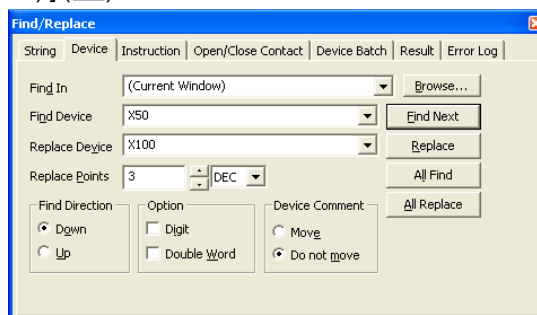 Find/Replace
String Device Instruction Open/Close Contact Device Batch Result Error Log
Find In (Current Window) Browse...
Find Device X50 Find Next
Replace Device X100 Replace
Replace Points 3 DEC All Find
All Replace
Find Direction Option Device Comment
Down Digit Move
Up Double Word Do not move